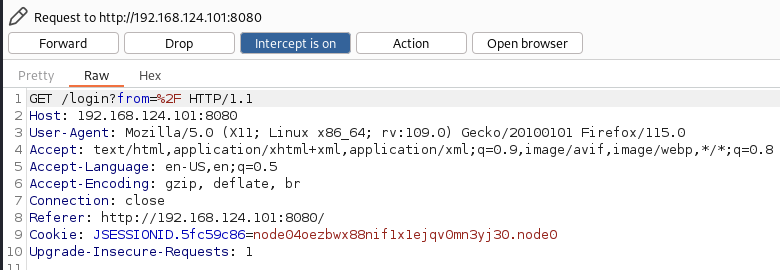 Request to http://192.168.124.101:8080
Forward Drop Intercept is on Action Open browser
Pretty Raw Hex
1 GET /login?from=%2F HTTP/1.1
2 Host: 192.168.124.101:8080
3 User-Agent: Mozilla/5.0 (X11; Linux x86_64; rv:109.0) Gecko/20100101 Firefox/115.0
4 Accept: text/html,application/xhtml+xml,application/xml;q=0.9,image/avif,image/webp,*/*;q=0.8
5 Accept-Language: en-US,en;q=0.5
6 Accept-Encoding: gzip, deflate, br
7 Connection: close
8 Referer: http://192.168.124.101:8080/
9 Cookie: JSESSIONID.5fc59c86=node04oezbwx88nif1x1ejqv0mn3yj30.node0
10 Upgrade-Insecure-Requests: 1
11